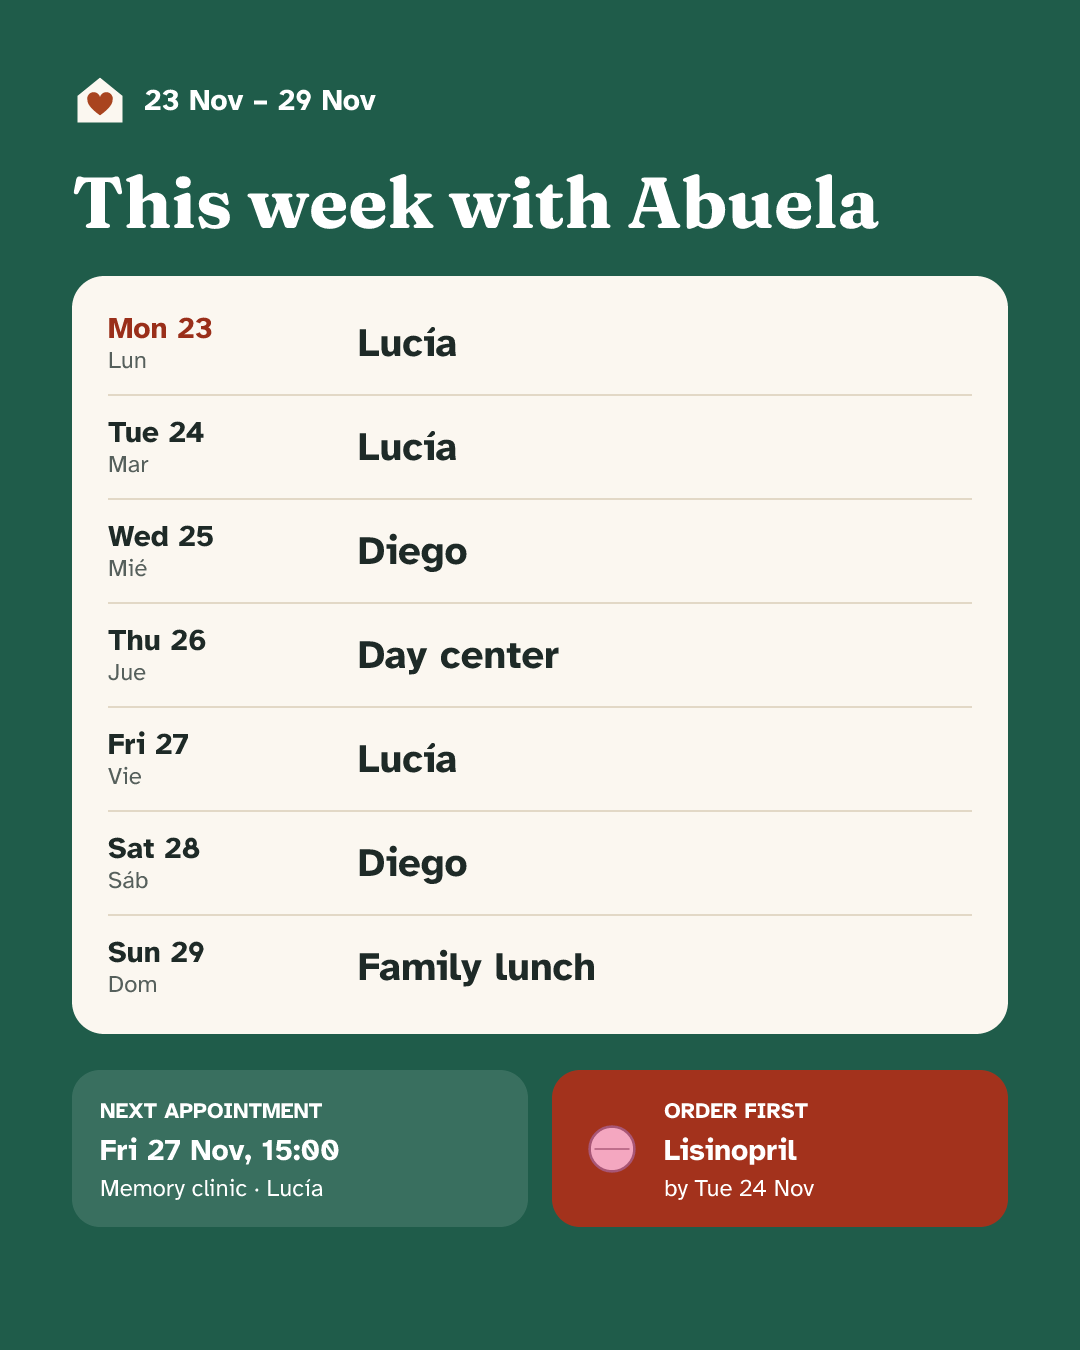 23 Nov – 29 Nov
This week with Abuela
Mon 23
Lun
Lucía
Tue 24
Mar
Lucía
Wed 25
Mié
Diego
Thu 26
Jue
Day center
Fri 27
Vie
Lucía
Sat 28
Sáb
Diego
Sun 29
Dom
Family lunch
NEXT APPOINTMENT
Fri 27 Nov, 15:00
Memory clinic · Lucía
ORDER FIRST
Lisinopril
by Tue 24 Nov